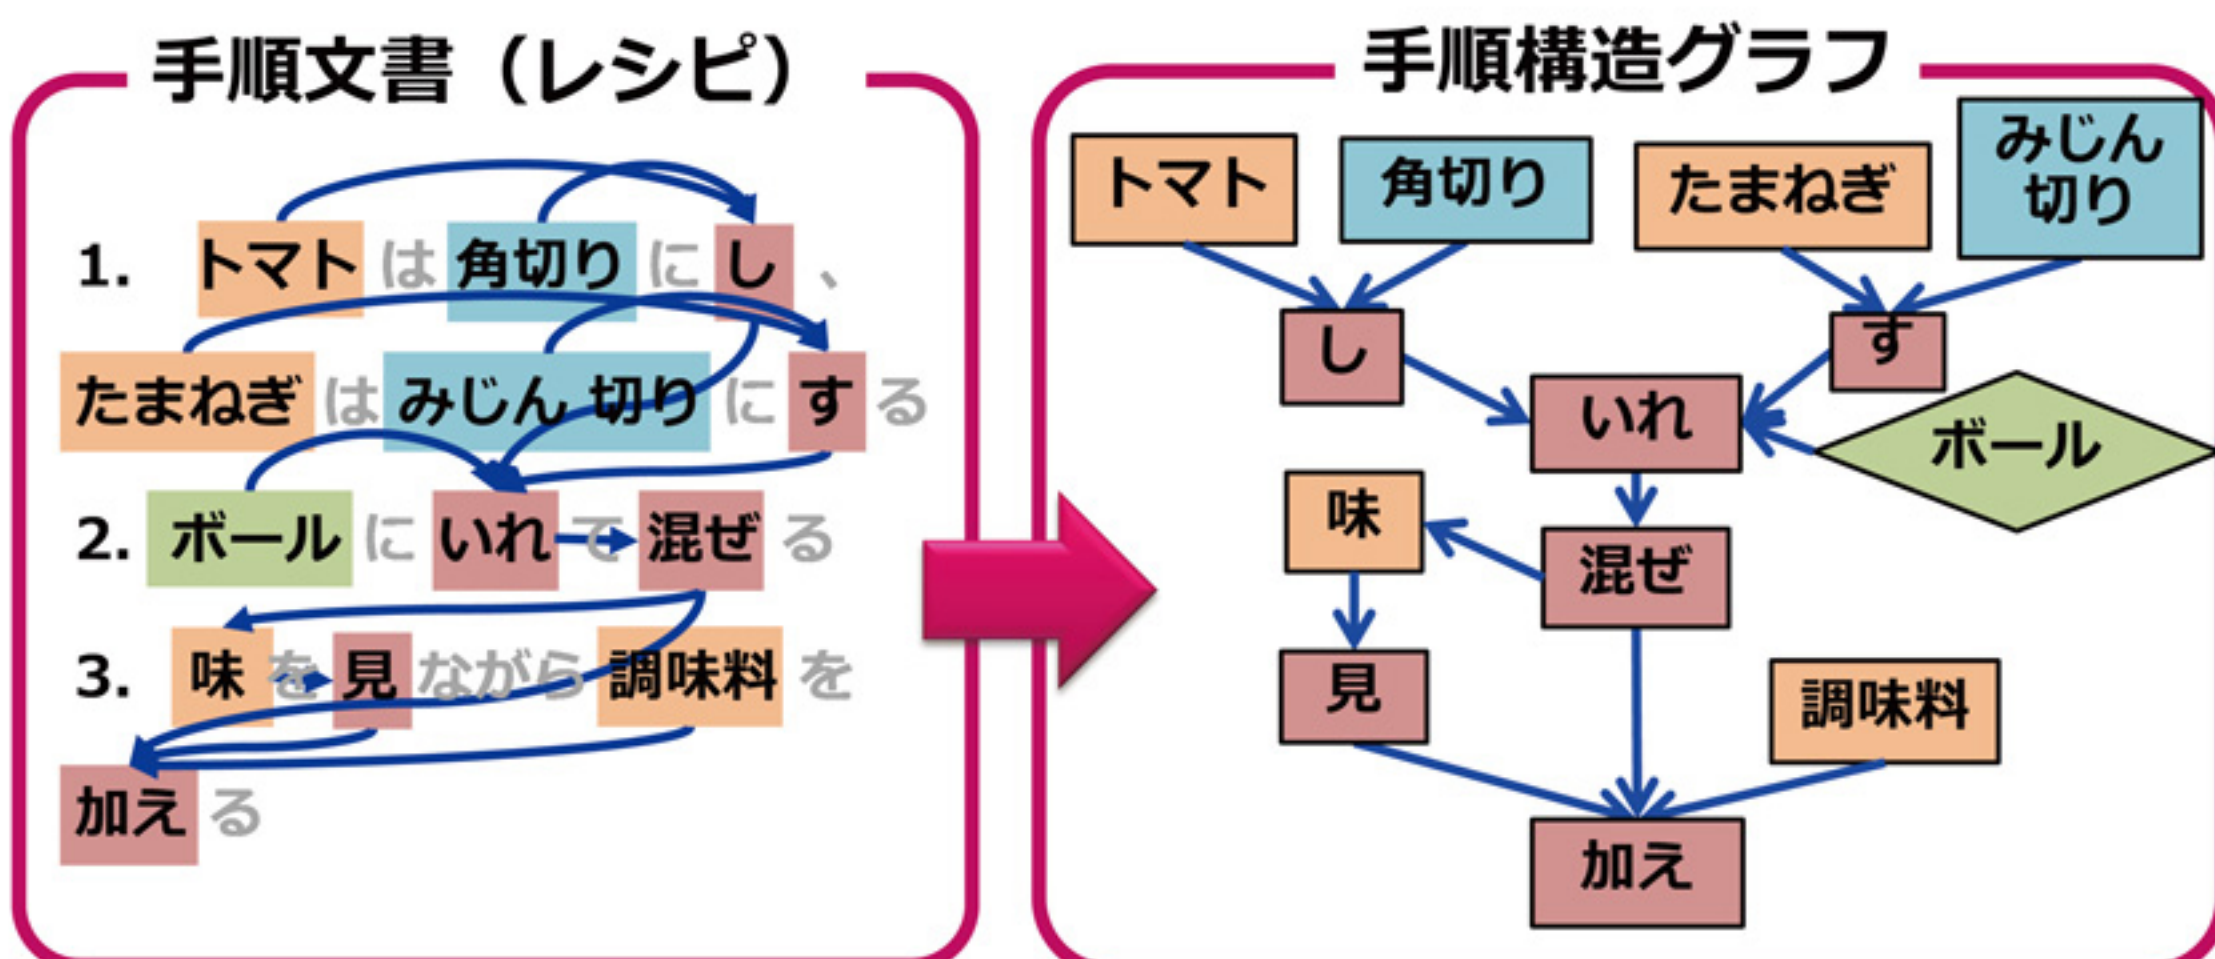 手順文書（レシピ）
1. トマト は 角切り に し 、
たまねぎ は みじん 切り に す る
2. ボール に いれ て 混ぜ る
3. 味 を 見 ながら 調味料 を
加え る
手順構造グラフ
トマト
角切り
たまねぎ
みじん
切り
し
す
いれ
ボール
味
混ぜ
見
調味料
加え